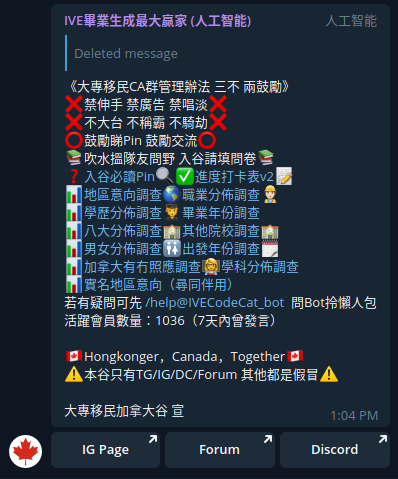 IVE畢業生成最大贏家 (人工智能) 人工智能
Deleted message
《大專移民CA群管理辦法 三不 兩鼓勵》
❌禁伸手 禁廣告 禁唱淡❌
❌不大台 不稱霸 不騎劫❌
⭕鼓勵睇Pin 鼓勵交流⭕
📚吹水搵隊友問野 入谷請填問卷📚
❓入谷必讀Pin🔍✅進度打卡表v2📝
📊地區意向調查🌎職業分佈調查👷
📊學歷分佈調查👨‍🎓畢業年份調查
📊八大分佈調查🏫其他院校調查🏫
📊男女分佈調查🚻出發年份調查🗓
📊加拿大有冇照應調查👩‍🚒學科分佈調查
📊實名地區意向（尋同伴用）
若有疑問可先 /help@IVECodeCat_bot 問Bot拎懶人包
活躍會員數量：1036（7天內曾發言）
🇨🇦Hongkonger，Canada，Together🇨🇦
⚠️本谷只有TG/IG/DC/Forum 其他都是假冒⚠️
大專移民加拿大谷 宣
1:04 PM
IG Page Forum Discord